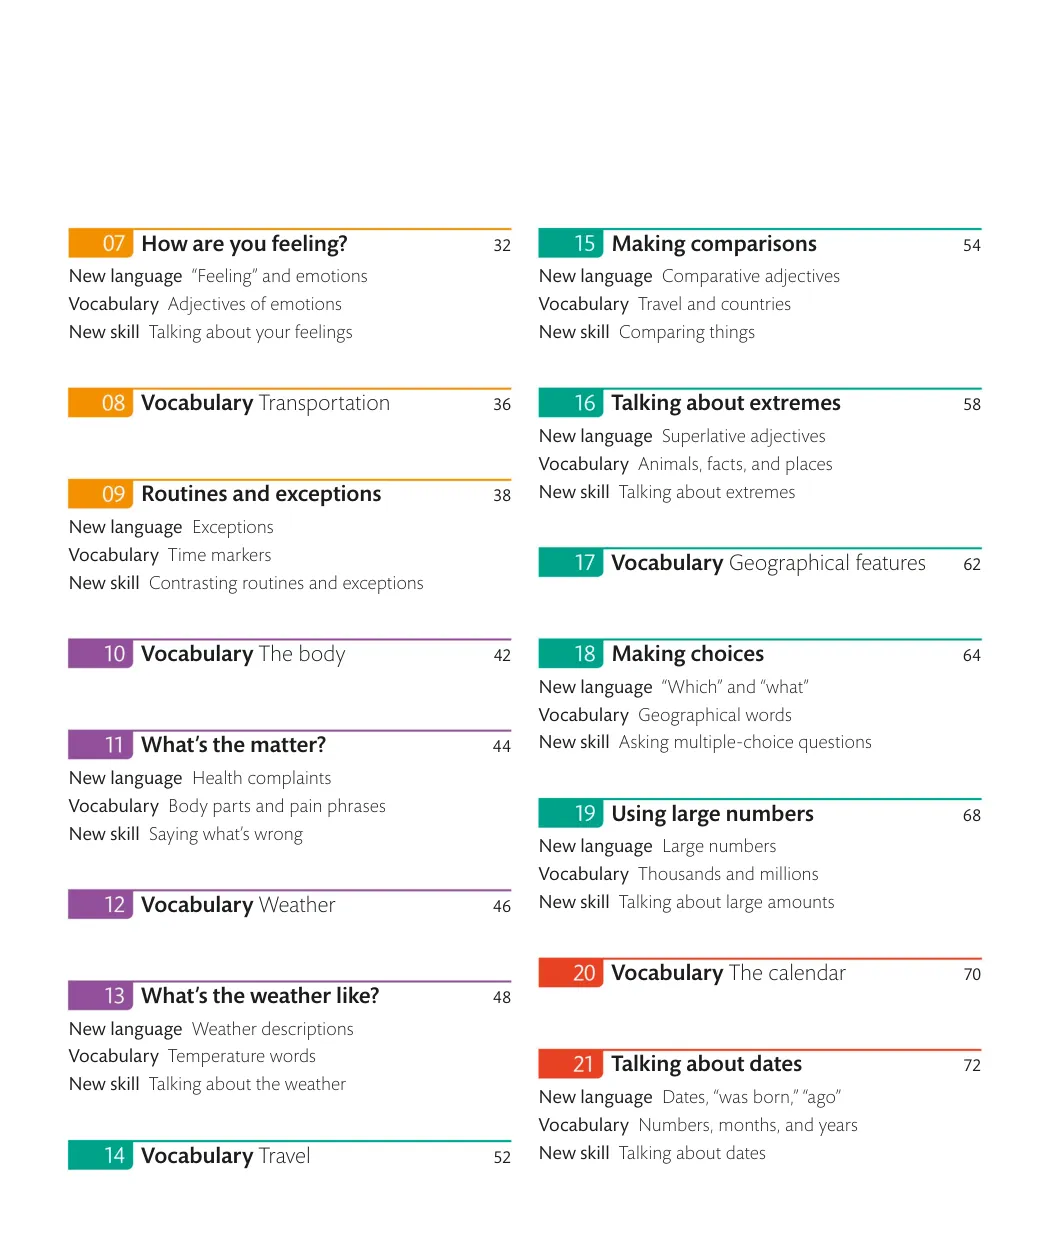 07 How are you feeling? 32
New language “Feeling” and emotions
Vocabulary Adjectives of emotions
New skill Talking about your feelings
08 Vocabulary Transportation 36
09 Routines and exceptions 38
New language Exceptions
Vocabulary Time markers
New skill Contrasting routines and exceptions
10 Vocabulary The body 42
11 What’s the matter? 44
New language Health complaints
Vocabulary Body parts and pain phrases
New skill Saying what’s wrong
12 Vocabulary Weather 46
13 What’s the weather like? 48
New language Weather descriptions
Vocabulary Temperature words
New skill Talking about the weather
14 Vocabulary Travel 52
15 Making comparisons 54
New language Comparative adjectives
Vocabulary Travel and countries
New skill Comparing things
16 Talking about extremes 58
New language Superlative adjectives
Vocabulary Animals, facts, and places
New skill Talking about extremes
17 Vocabulary Geographical features 62
18 Making choices 64
New language “Which” and “what”
Vocabulary Geographical words
New skill Asking multiple-choice questions
19 Using large numbers 68
New language Large numbers
Vocabulary Thousands and millions
New skill Talking about large amounts
20 Vocabulary The calendar 70
21 Talking about dates 72
New language Dates, “was born,” “ago”
Vocabulary Numbers, months, and years
New skill Talking about dates